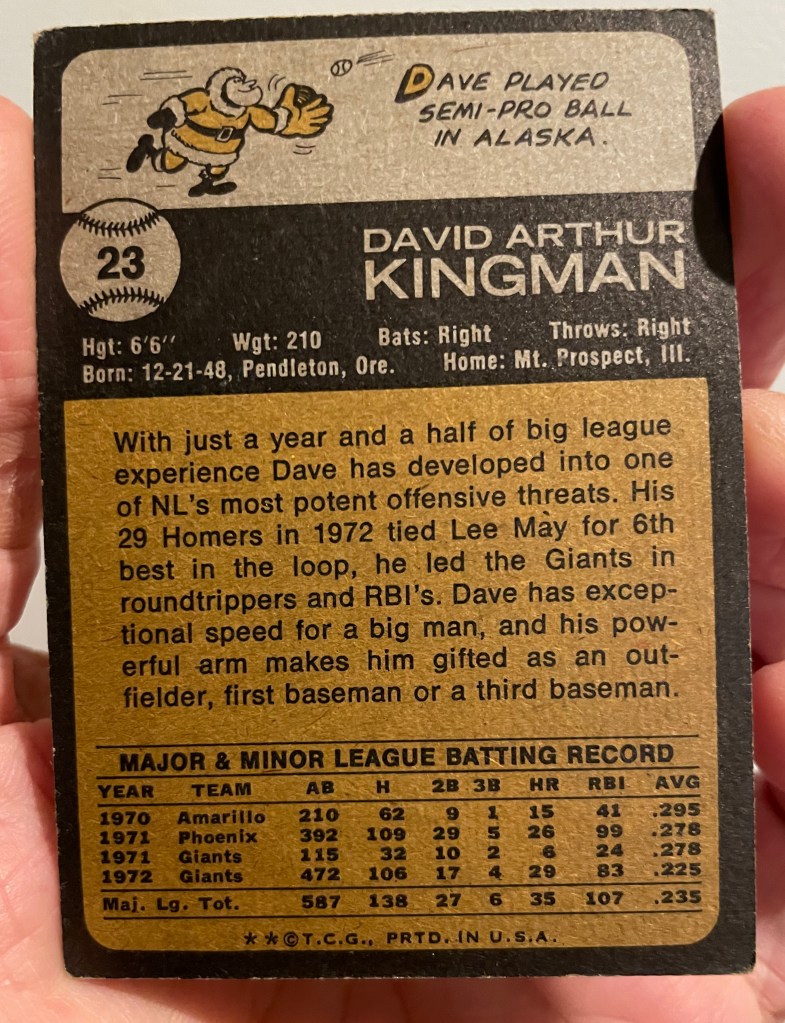 DAVE PLAYED
SEMI-PRO BALL
IN ALASKA.
23
DAVID ARTHUR
KINGMAN
Hgt: 6'6'' Wgt: 210 Bats: Right Throws: Right
Born: 12-21-48, Pendleton, Ore. Home: Mt. Prospect, Ill.
With just a year and a half of big league
experience Dave has developed into one
of NL's most potent offensive threats. His
29 Homers in 1972 tied Lee May for 6th
best in the loop, he led the Giants in
roundtrippers and RBI's. Dave has excep-
tional speed for a big man, and his pow-
erful arm makes him gifted as an out-
fielder, first baseman or a third baseman.
MAJOR & MINOR LEAGUE BATTING RECORD
YEAR TEAM AB H 2B 3B HR RBI AVG
1970 Amarillo 210 62 9 1 15 41 .295
1971 Phoenix 392 109 29 5 26 99 .278
1971 Giants 115 32 10 2 6 24 .278
1972 Giants 472 106 17 4 29 83 .225
Maj. Lg. Tot. 587 138 27 6 35 107 .235
**©T.C.G., PRTD. IN U.S.A.